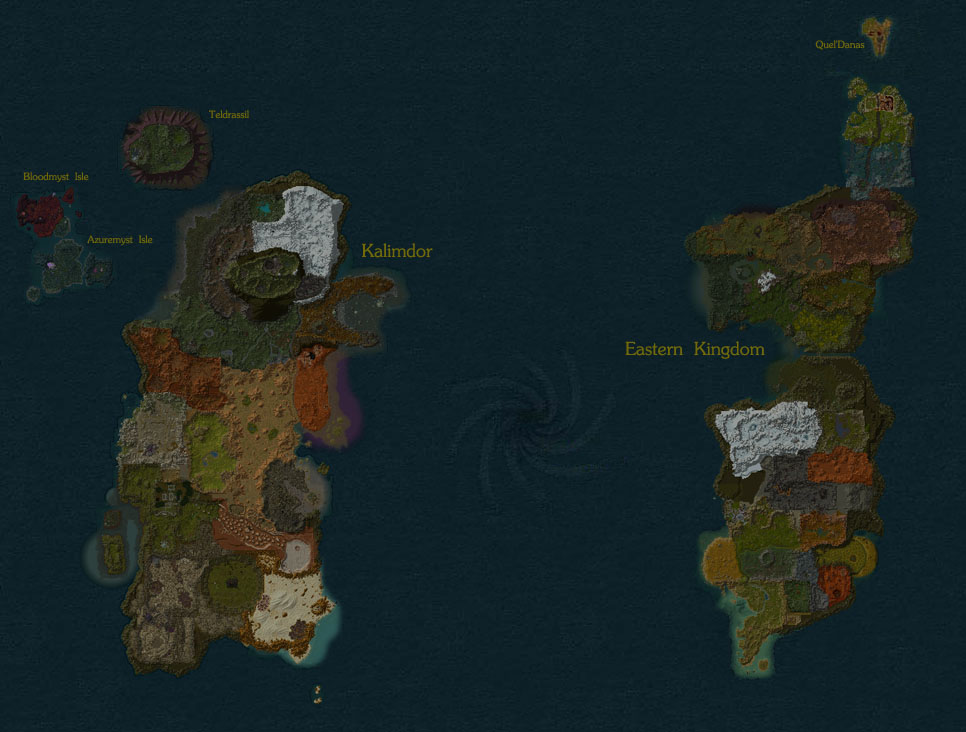 Quel'Danas
Teldrassil
Bloodmyst Isle
Azuremyst Isle
Kalimdor
Eastern Kingdom